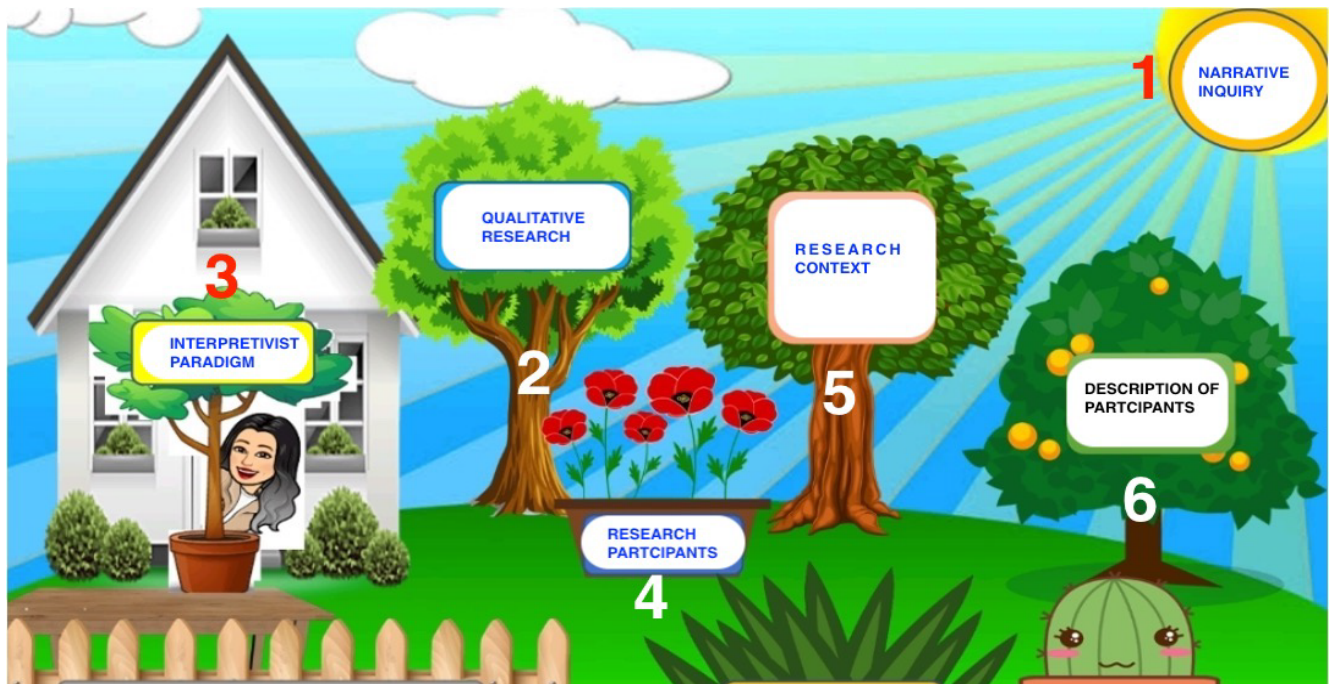 1
NARRATIVE
INQUIRY
2
QUALITATIVE
RESEARCH
3
INTERPRETIVIST
PARADIGM
4
RESEARCH
PARTCIPANTS
5
RESEARCH
CONTEXT
6
DESCRIPTION OF
PARTCIPANTS